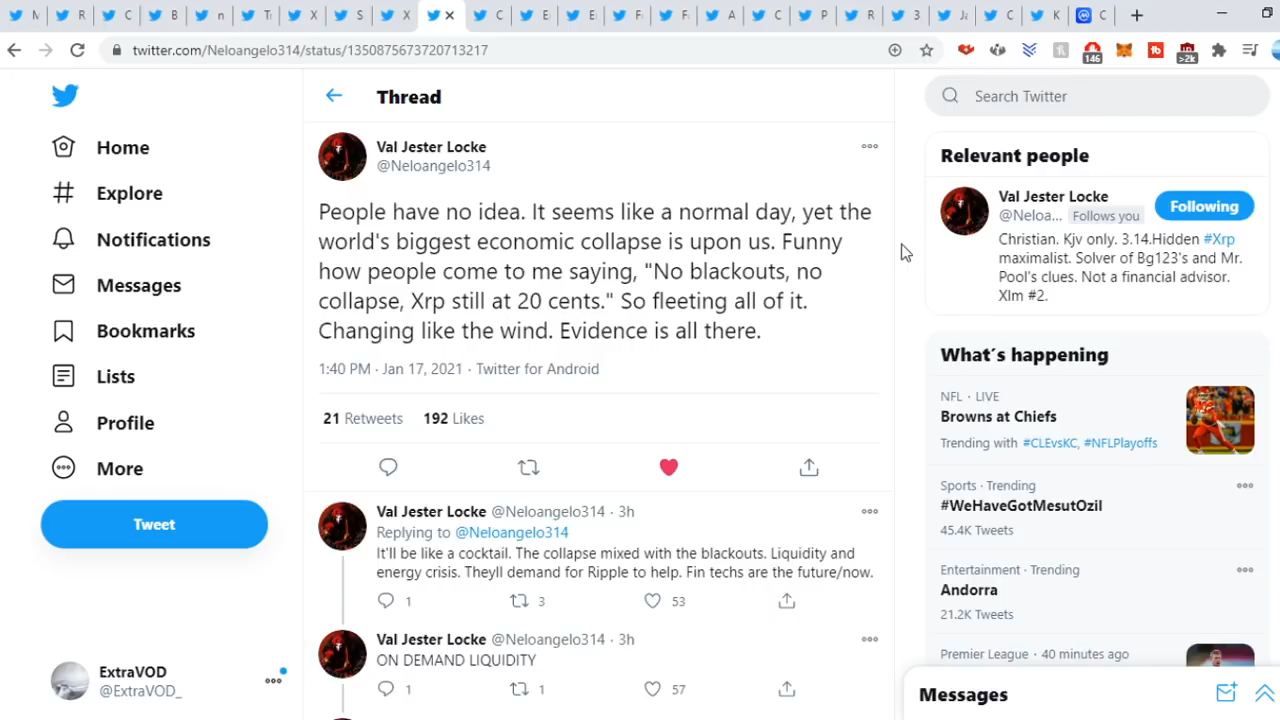 M
R
C
B
n
Tr
X
S
X
C
E
E
F
F
A
C
P
R
3
Ja
C
K
C
twitter.com/Neloangelo314/status/1350875673720713217
146
>2k
Home
Explore
Notifications
Messages
Bookmarks
Lists
Profile
More
Tweet
ExtraVOD
@ExtraVOD_
Thread
Val Jester Locke
@Neloangelo314
People have no idea. It seems like a normal day, yet the
world's biggest economic collapse is upon us. Funny
how people come to me saying, "No blackouts, no
collapse, Xrp still at 20 cents." So fleeting all of it.
Changing like the wind. Evidence is all there.
1:40 PM · Jan 17, 2021 · Twitter for Android
21 Retweets 192 Likes
Val Jester Locke @Neloangelo314 · 3h
Replying to @Neloangelo314
It'll be like a cocktail. The collapse mixed with the blackouts. Liquidity and
energy crisis. Theyll demand for Ripple to help. Fin techs are the future/now.
1 3 53
Val Jester Locke @Neloangelo314 · 3h
ON DEMAND LIQUIDITY
1 1 57
Search Twitter
Relevant people
Val Jester Locke
@Neloa... Follows you
Following
Christian. Kjv only. 3.14.Hidden #Xrp
maximalist. Solver of Bg123's and Mr.
Pool's clues. Not a financial advisor.
Xlm #2.
What´s happening
NFL · LIVE
Browns at Chiefs
Trending with #CLEvsKC, #NFLPlayoffs
Sports · Trending
#WeHaveGotMesutOzil
45.4K Tweets
Entertainment · Trending
Andorra
21.2K Tweets
Premier League · 40 minutes ago
Messages